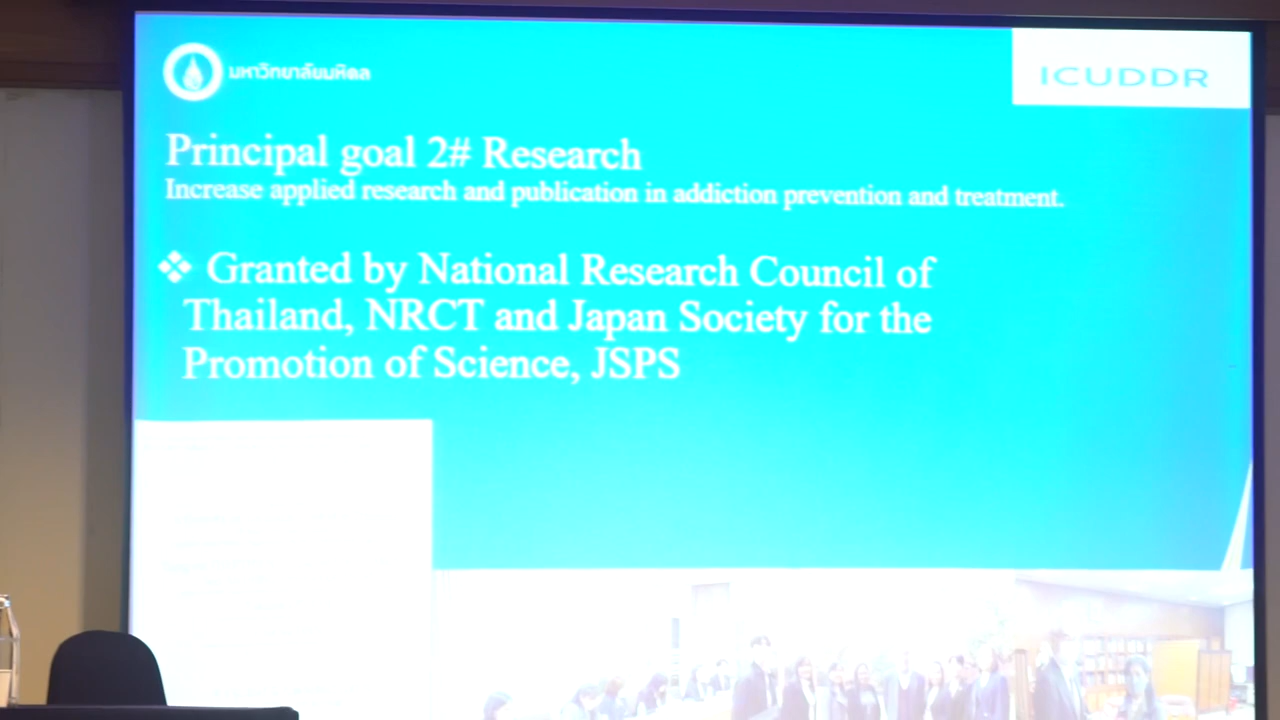 มหาวิทยาลัยมหิดล
ICUDDR
Principal goal 2# Research
Increase applied research and publication in addiction prevention and treatment.
❖ Granted by National Research Council of
Thailand, NRCT and Japan Society for the
Promotion of Science, JSPS